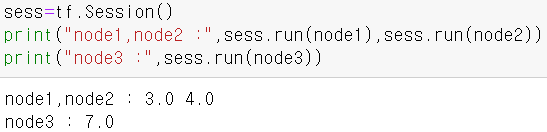 sess=tf.Session()
print("node1,node2 :",sess.run(node1),sess.run(node2))
print("node3 :",sess.run(node3))
node1,node2 : 3.0 4.0
node3 : 7.0